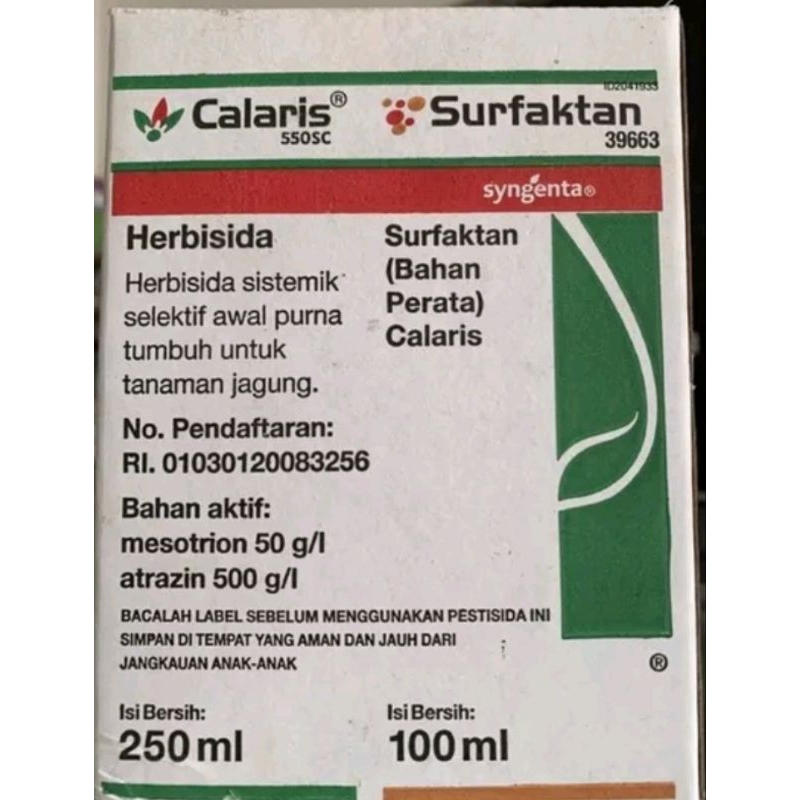 ID2041933
Calaris®
550SC
Surfaktan
39663
syngenta®
Herbisida
Herbisida sistemik
selektif awal purna
tumbuh untuk
tanaman jagung.
No. Pendaftaran:
RI. 01030120083256
Bahan aktif:
mesotrion 50 g/l
atrazin 500 g/l
Surfaktan
(Bahan
Perata)
Calaris
BACALAH LABEL SEBELUM MENGGUNAKAN PESTISIDA INI
SIMPAN DI TEMPAT YANG AMAN DAN JAUH DARI
JANGKAUAN ANAK-ANAK
®
Isi Bersih:
250 ml
Isi Bersih:
100 ml